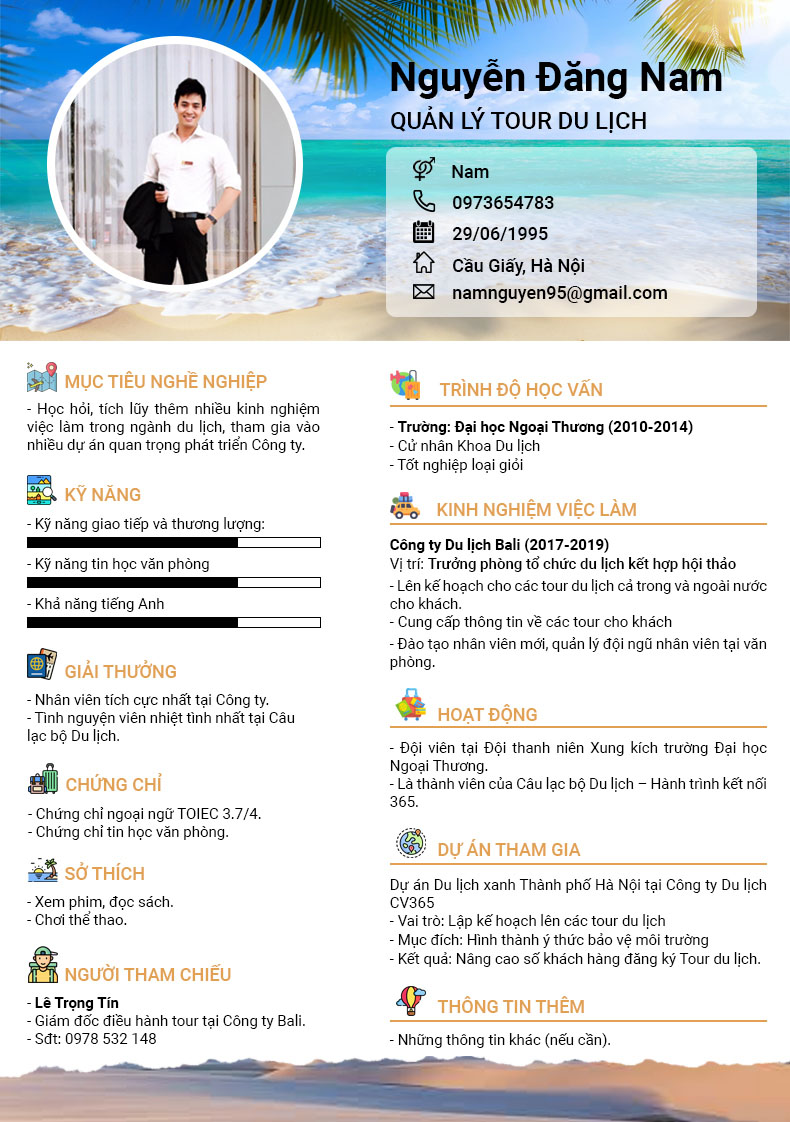 Nguyễn Đăng Nam
QUẢN LÝ TOUR DU LỊCH
Nam
0973654783
29/06/1995
Cầu Giấy, Hà Nội
namnguyen95@gmail.com
MỤC TIÊU NGHỀ NGHIỆP
- Học hỏi, tích lũy thêm nhiều kinh nghiệm
việc làm trong ngành du lịch, tham gia vào
nhiều dự án quan trọng phát triển Công ty.
KỸ NĂNG
- Kỹ năng giao tiếp và thương lượng:
- Kỹ năng tin học văn phòng
- Khả năng tiếng Anh
GIẢI THƯỞNG
- Nhân viên tích cực nhất tại Công ty.
- Tình nguyện viên nhiệt tình nhất tại Câu
lạc bộ Du lịch.
CHỨNG CHỈ
- Chứng chỉ ngoại ngữ TOIEC 3.7/4.
- Chứng chỉ tin học văn phòng.
SỞ THÍCH
- Xem phim, đọc sách.
- Chơi thể thao.
NGƯỜI THAM CHIẾU
- Lê Trọng Tín
- Giám đốc điều hành tour tại Công ty Bali.
- Sđt: 0978 532 148
TRÌNH ĐỘ HỌC VẤN
- Trường: Đại học Ngoại Thương (2010-2014)
- Cử nhân Khoa Du lịch
- Tốt nghiệp loại giỏi
KINH NGHIỆM VIỆC LÀM
Công ty Du lịch Bali (2017-2019)
Vị trí: Trưởng phòng tổ chức du lịch kết hợp hội thảo
- Lên kế hoạch cho các tour du lịch cả trong và ngoài nước
cho khách.
- Cung cấp thông tin về các tour cho khách
- Đào tạo nhân viên mới, quản lý đội ngũ nhân viên tại văn
phòng.
HOẠT ĐỘNG
- Đội viên tại Đội thanh niên Xung kích trường Đại học
Ngoại Thương.
- Là thành viên của Câu lạc bộ Du lịch – Hành trình kết nối
365.
DỰ ÁN THAM GIA
Dự án Du lịch xanh Thành phố Hà Nội tại Công ty Du lịch
CV365
- Vai trò: Lập kế hoạch lên các tour du lịch
- Mục đích: Hình thành ý thức bảo vệ môi trường
- Kết quả: Nâng cao số khách hàng đăng ký Tour du lịch.
THÔNG TIN THÊM
- Những thông tin khác (nếu cần).